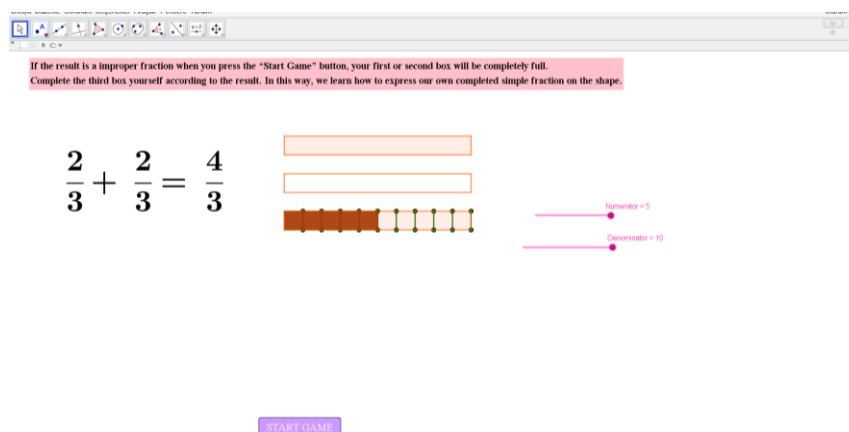 If the result is a improper fraction when you press the “Start Game” button, your first or second box will be completely full.
Complete the third box yourself according to the result. In this way, we learn how to express our own completed simple fraction on the shape.
2/3 + 2/3 = 4/3
Numerator = 5
Denominator = 10
START GAME